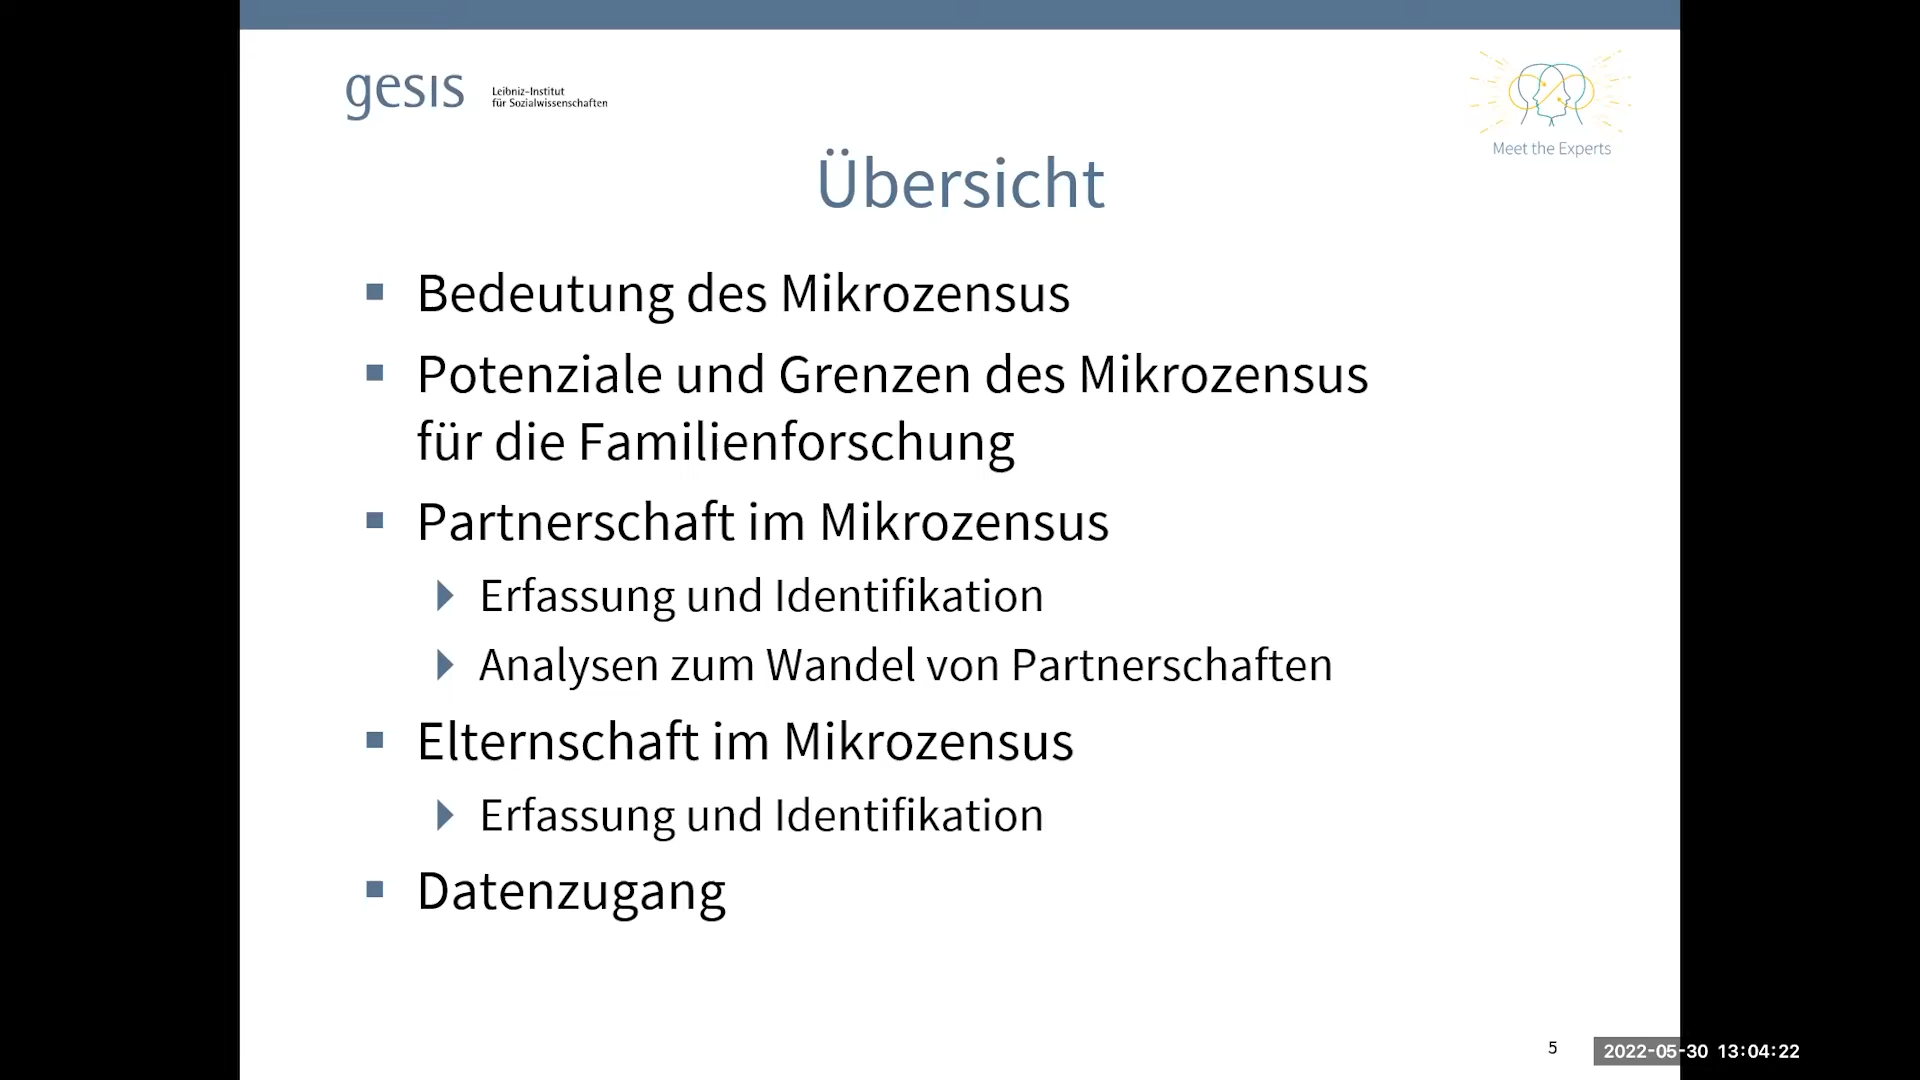 gesis
Leibniz-Institut
für Sozialwissenschaften
Meet the Experts
Übersicht
Bedeutung des Mikrozensus
Potenziale und Grenzen des Mikrozensus
für die Familienforschung
Partnerschaft im Mikrozensus
Erfassung und Identifikation
Analysen zum Wandel von Partnerschaften
Elternschaft im Mikrozensus
Erfassung und Identifikation
Datenzugang
5
2022-05-30 13:04:22